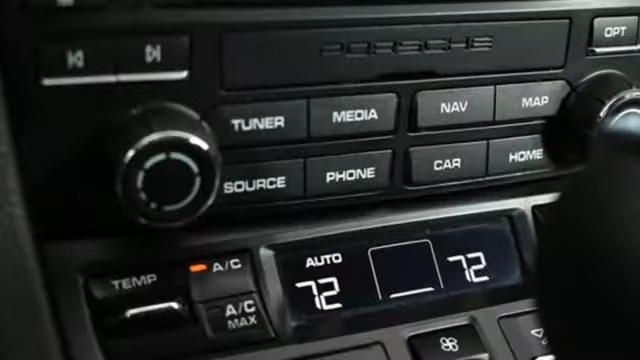 PORSCHE
OPT
TUNER MEDIA NAV MAP
SOURCE PHONE CAR HOME
TEMP A/C AUTO
72 72
A/C
MAX